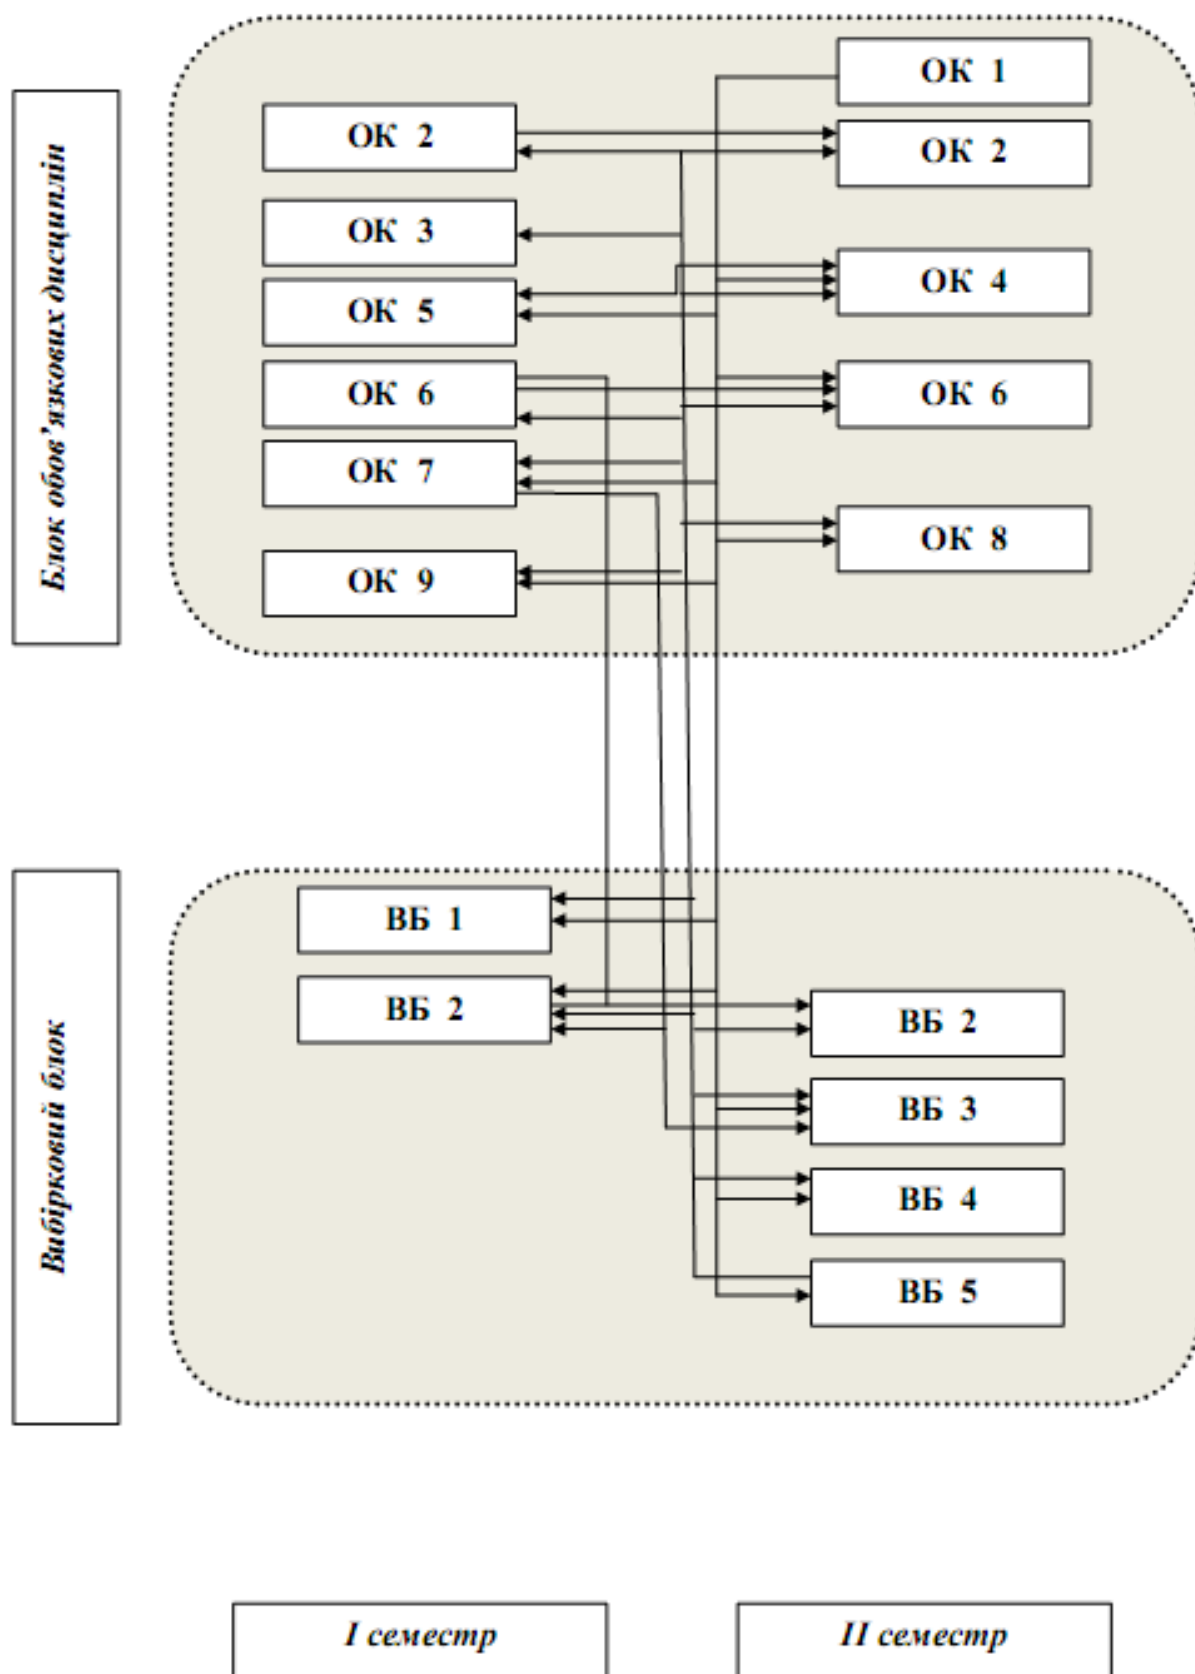 Блок обов’язкових дисциплін
ОК 2
ОК 3
ОК 5
ОК 6
ОК 7
ОК 9
ОК 1
ОК 2
ОК 4
ОК 6
ОК 8
Вибірковий блок
ВБ 1
ВБ 2
ВБ 2
ВБ 3
ВБ 4
ВБ 5
І семестр
ІІ семестр